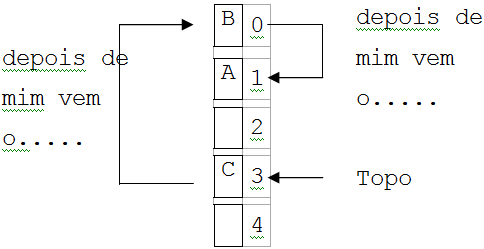 depois de
mim vem
o.....
B 0
A 1
2
C 3
4
depois de
mim vem
o.....
Topo